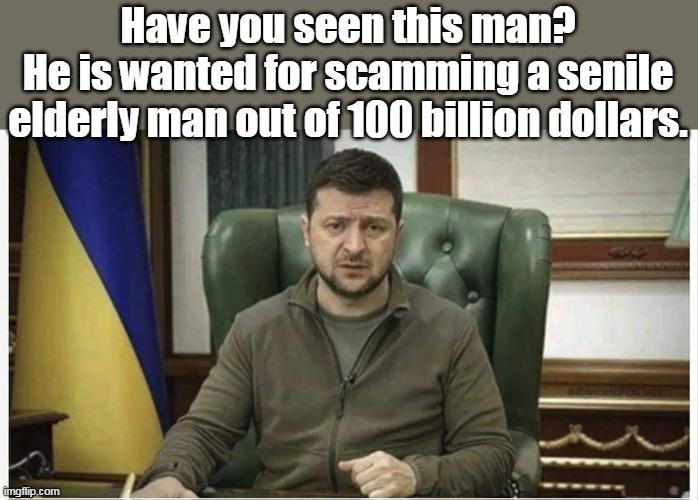 Have you seen this man?
He is wanted for scamming a senile
elderly man out of 100 billion dollars.
imgflip.com